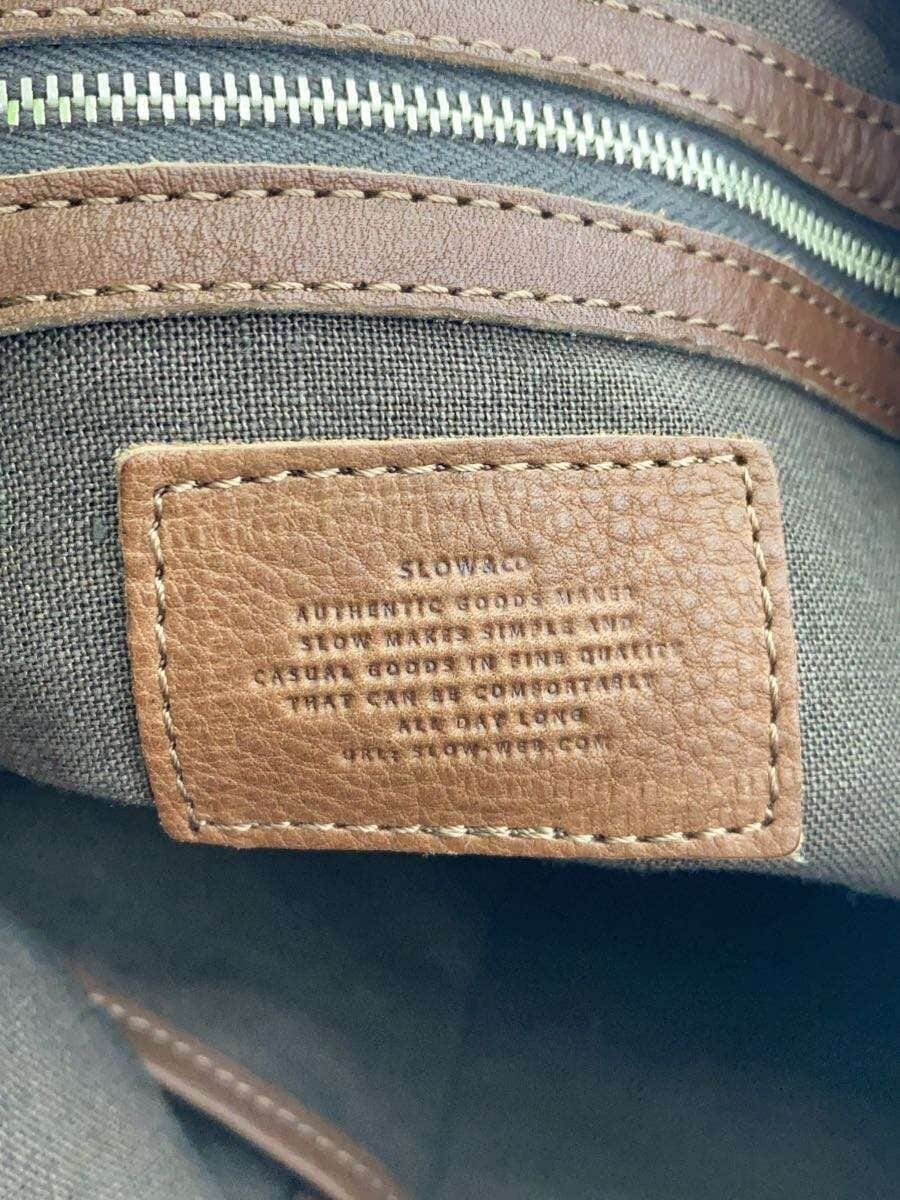 SLOW&CO
AUTHENTIC GOODS MAKER
SLOW MAKES SIMPLE AND
CASUAL GOODS IN FINE QUALITY
THAT CAN BE COMFORTABLY
ALL DAY LONG
URL: SLOW-WEB.COM